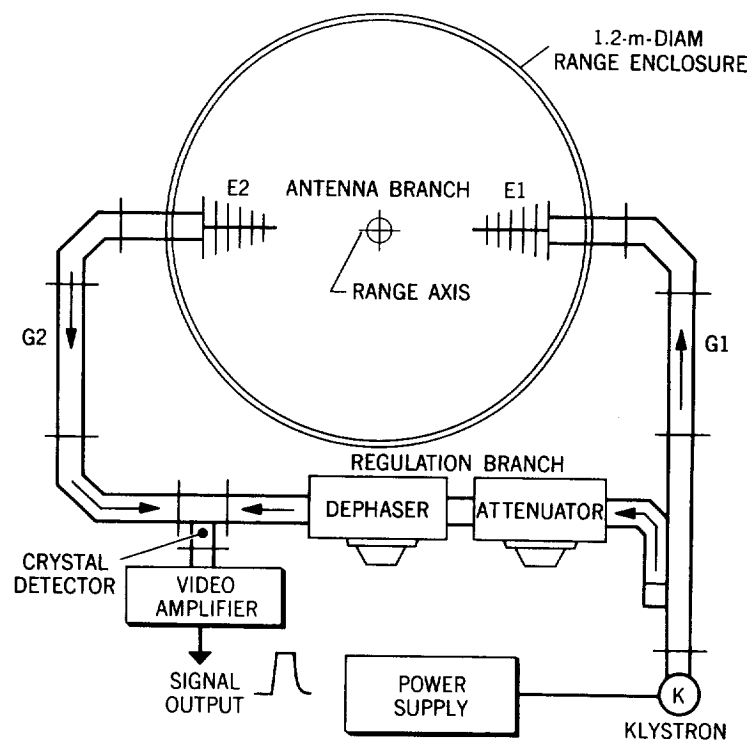 1.2-m-DIAM
RANGE ENCLOSURE
E2
ANTENNA BRANCH
E1
RANGE AXIS
G2
G1
REGULATION BRANCH
DEPHASER
ATTENUATOR
CRYSTAL
DETECTOR
VIDEO
AMPLIFIER
SIGNAL
OUTPUT
POWER
SUPPLY
K
KLYSTRON